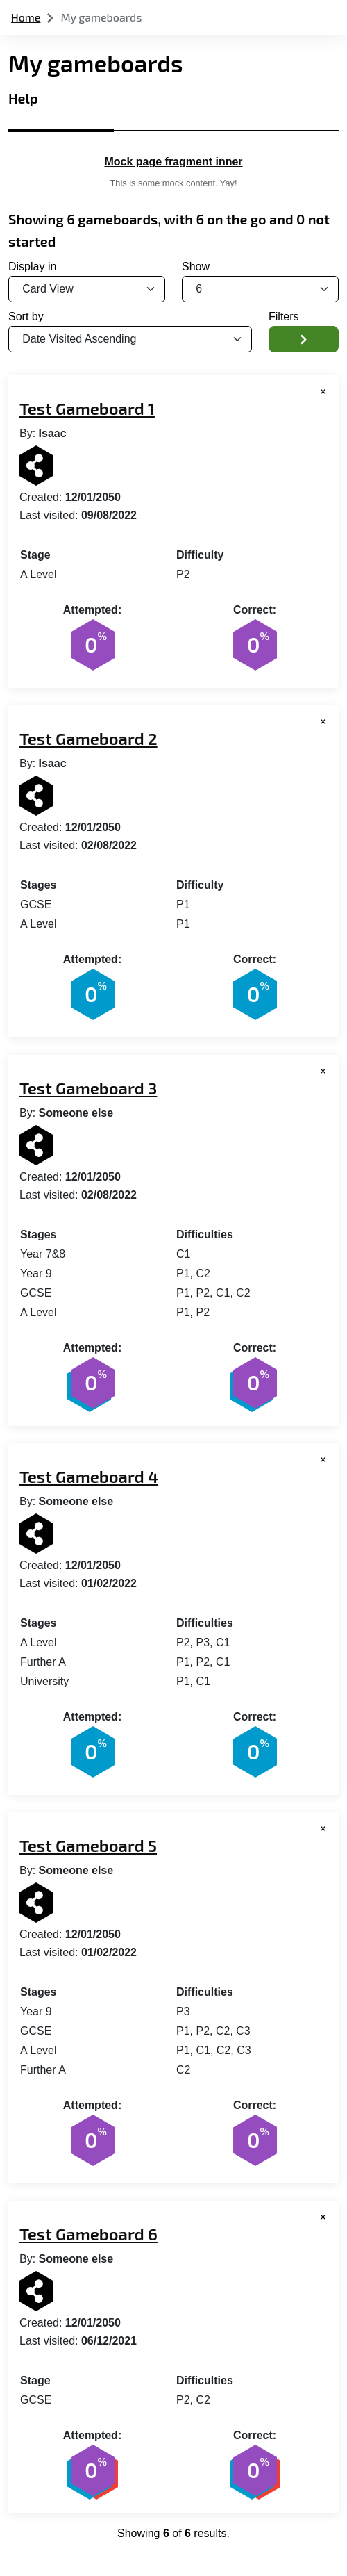 Home My gameboards
My gameboards
Help
Mock page fragment inner
This is some mock content. Yay!
Showing 6 gameboards, with 6 on the go and 0 not
started
Display in Show
Card View 6
Sort by Filters
Date Visited Ascending
×
Test Gameboard 1
By: Isaac
Created: 12/01/2050
Last visited: 09/08/2022
Stage Difficulty
A Level P2
Attempted: Correct:
0% 0%
×
Test Gameboard 2
By: Isaac
Created: 12/01/2050
Last visited: 02/08/2022
Stages Difficulty
GCSE P1
A Level P1
Attempted: Correct:
0% 0%
×
Test Gameboard 3
By: Someone else
Created: 12/01/2050
Last visited: 02/08/2022
Stages Difficulties
Year 7&8 C1
Year 9 P1, C2
GCSE P1, P2, C1, C2
A Level P1, P2
Attempted: Correct:
0% 0%
×
Test Gameboard 4
By: Someone else
Created: 12/01/2050
Last visited: 01/02/2022
Stages Difficulties
A Level P2, P3, C1
Further A P1, P2, C1
University P1, C1
Attempted: Correct:
0% 0%
×
Test Gameboard 5
By: Someone else
Created: 12/01/2050
Last visited: 01/02/2022
Stages Difficulties
Year 9 P3
GCSE P1, P2, C2, C3
A Level P1, C1, C2, C3
Further A C2
Attempted: Correct:
0% 0%
×
Test Gameboard 6
By: Someone else
Created: 12/01/2050
Last visited: 06/12/2021
Stage Difficulties
GCSE P2, C2
Attempted: Correct:
0% 0%
Showing 6 of 6 results.